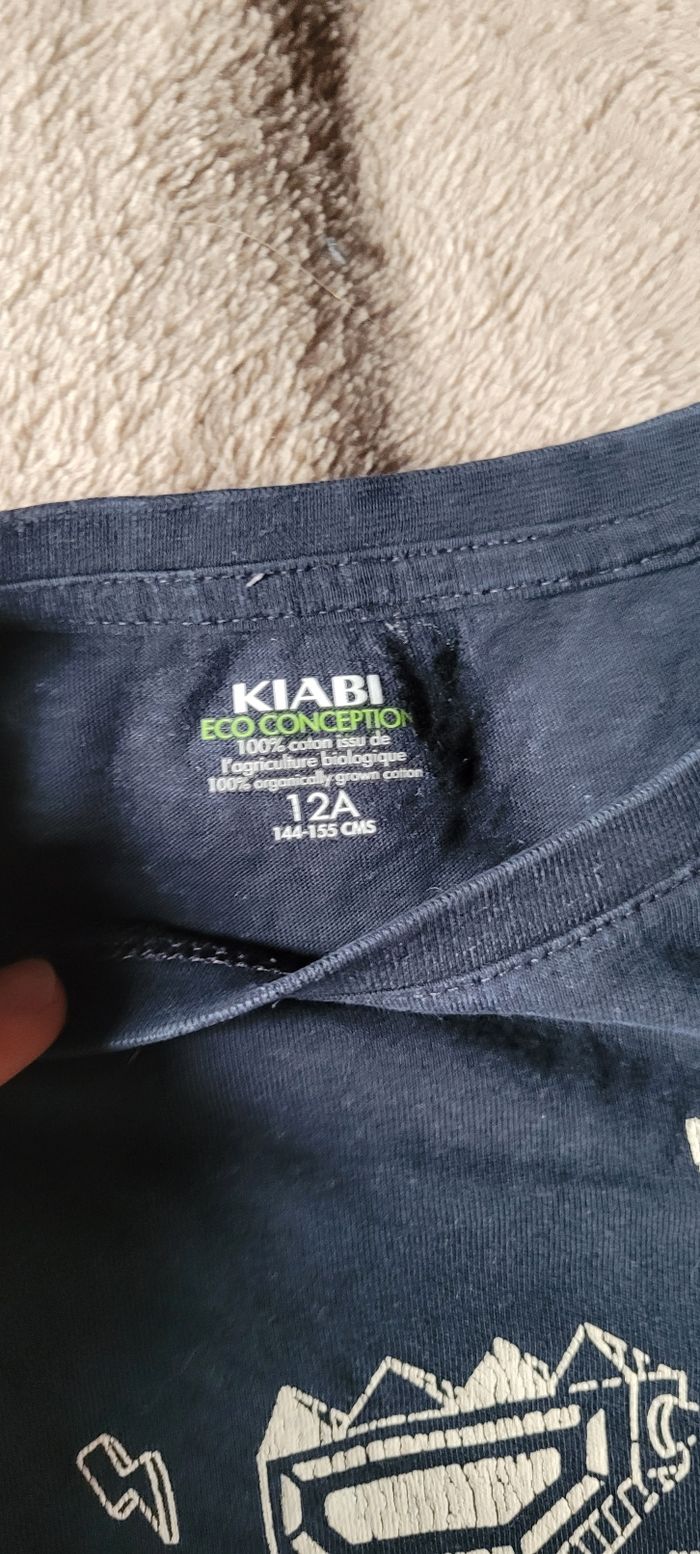 KIABI
ECO CONCEPTION
100% coton issu de
l'agriculture biologique
100% organically grown cotton
12A
144-155 CMS